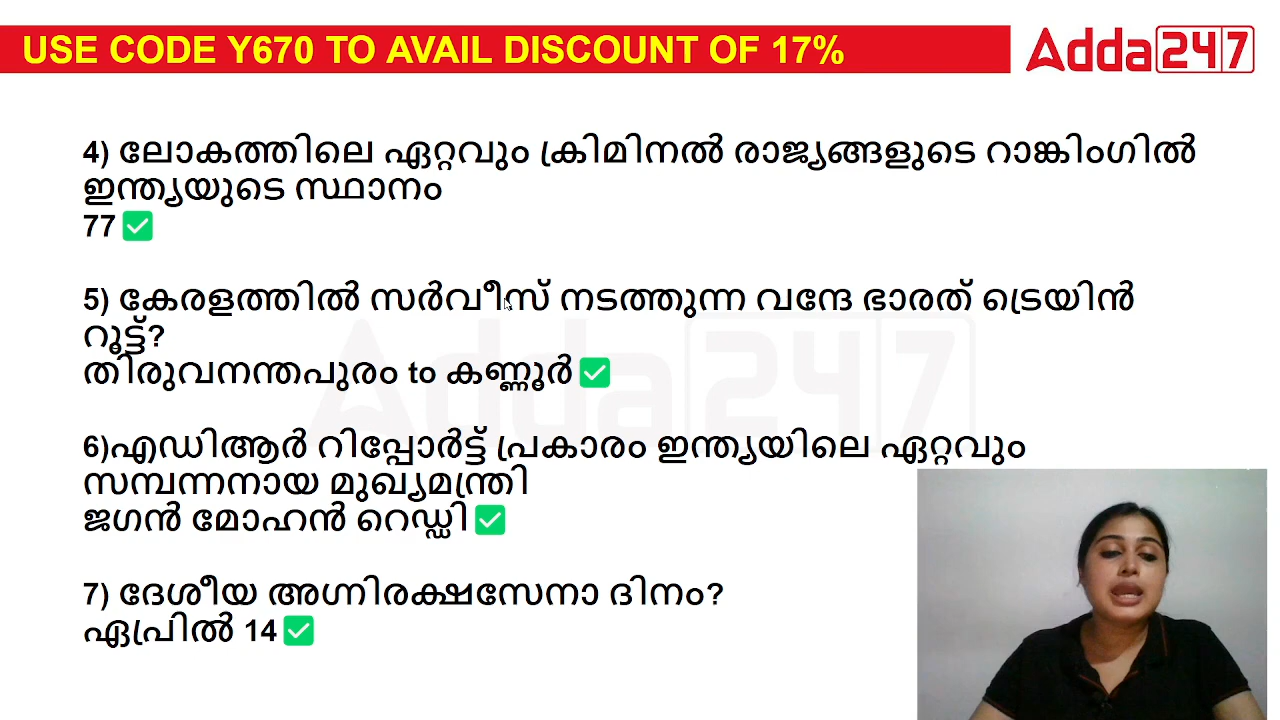 USE CODE Y670 TO AVAIL DISCOUNT OF 17%
Adda247
4) ലോകത്തിലെ ഏറ്റവും ക്രിമിനൽ രാജ്യങ്ങളുടെ റാങ്കിംഗിൽ
ഇന്ത്യയുടെ സ്ഥാനം
77 ✅
5) കേരളത്തിൽ സർവീസ് നടത്തുന്ന വന്ദേ ഭാരത് ട്രെയിൻ
റൂട്ട്?
തിരുവനന്തപുരം to കണ്ണൂർ ✅
6)എഡിആർ റിപ്പോർട്ട് പ്രകാരം ഇന്ത്യയിലെ ഏറ്റവും
സമ്പന്നനായ മുഖ്യമന്ത്രി
ജഗൻ മോഹൻ റെഡ്ഡി ✅
7) ദേശീയ അഗ്നിരക്ഷസേനാ ദിനം?
ഏപ്രിൽ 14 ✅
Adda247